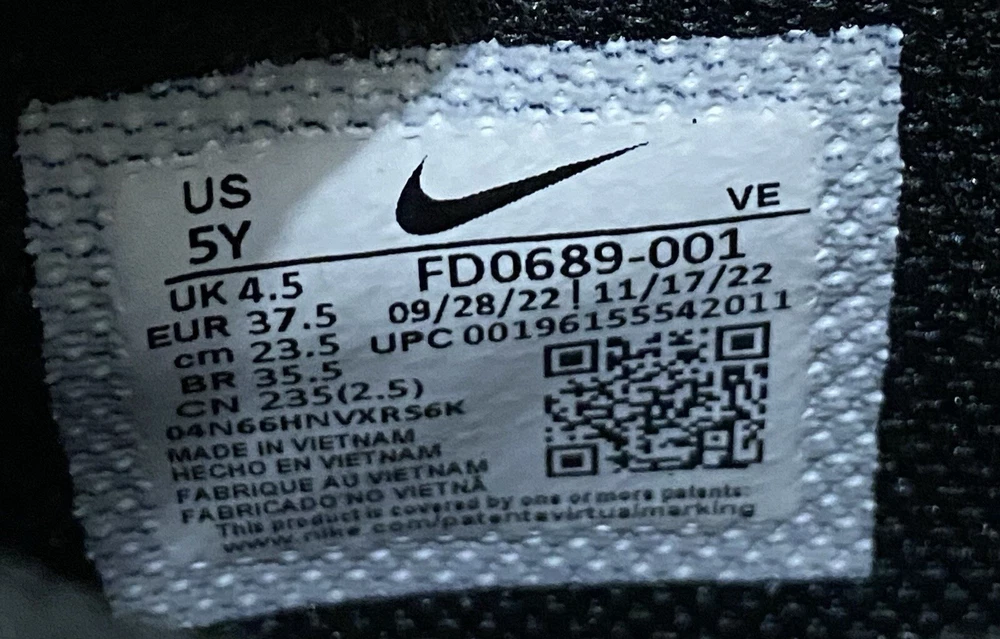 US
5Y
VE
UK 4.5
FD0689-001
EUR 37.5
09/28/22 | 11/17/22
cm 23.5
UPC 00196155542011
BR 35.5
CN 235(2.5)
04N66HNVXRS6K
MADE IN VIETNAM
HECHO EN VIETNAM
FABRIQUE AU VIETNAM
FABRICADO NO VIETNÃ
This product is covered by one or more patents:
www.nike.com/patentsvirtualmarking